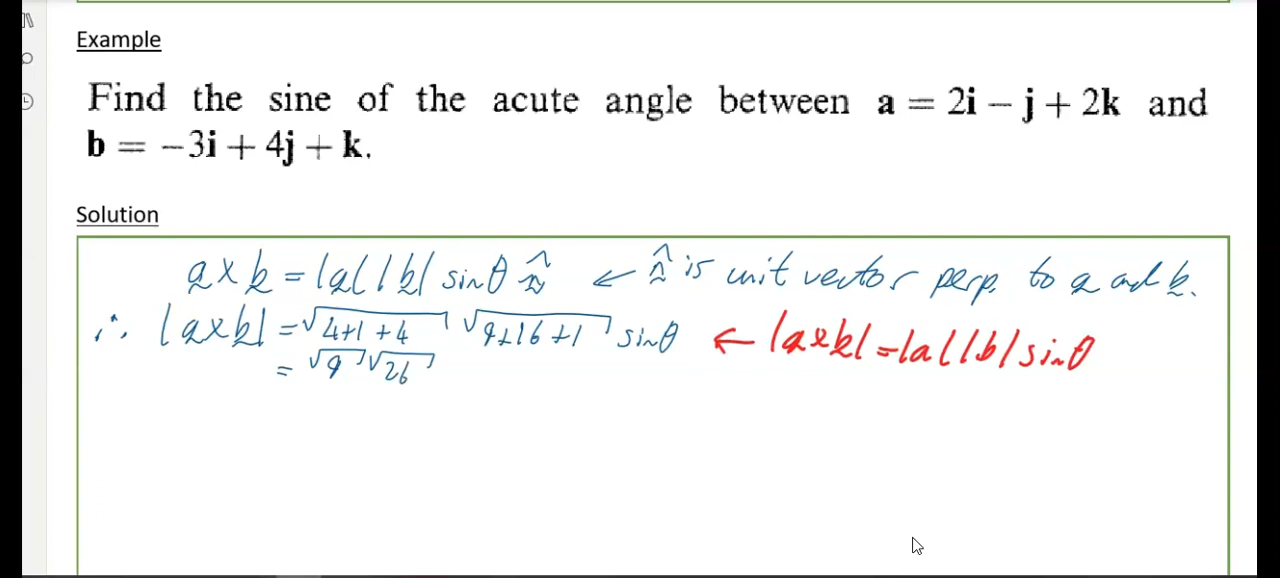 Example
Find the sine of the acute angle between a = 2i − j + 2k and
b = −3i + 4j + k.
Solution
a × b = |a||b| sinθ n̂ ← n̂ is unit vector perp. to a and b.
∴ |a×b| = √(4+1+4) √(9+16+1) sinθ ← |a×b| = |a||b| sinθ
= √9 √26